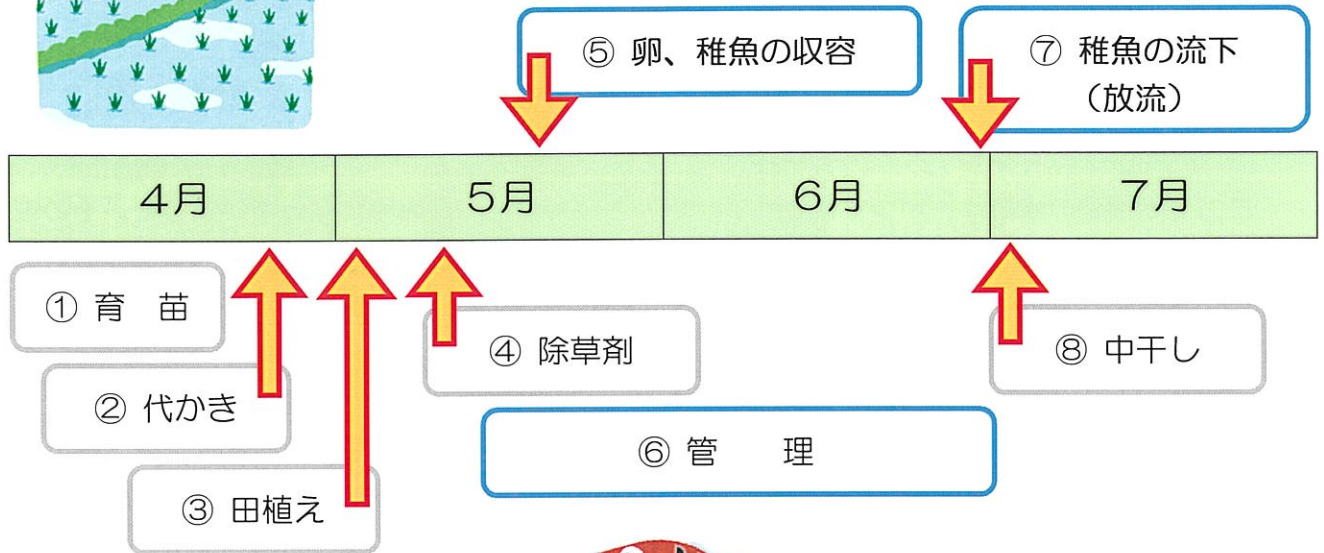 ⑤ 卵、稚魚の収容
⑦ 稚魚の流下
（放流）
4月
5月
6月
7月
① 育　苗
② 代かき
③ 田植え
④ 除草剤
⑧ 中干し
⑥ 管　　理